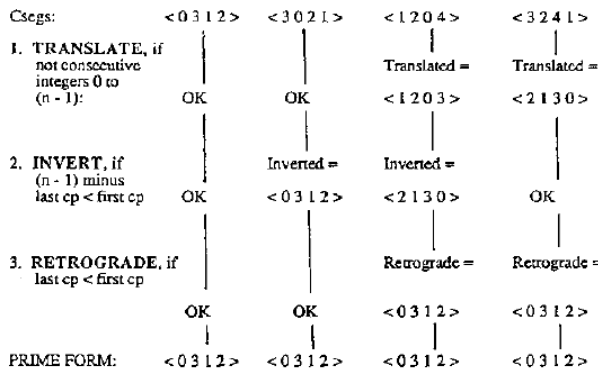 Csegs: <0 3 1 2> <3 0 2 1> <1 2 0 4> <3 2 4 1>
1. TRANSLATE, if
not consecutive Translated = Translated =
integers 0 to
(n - 1): OK OK <1 2 0 3> <2 1 3 0>
2. INVERT, if Inverted = Inverted =
(n - 1) minus
last cp < first cp OK <0 3 1 2> <2 1 3 0> OK
3. RETROGRADE, if Retrograde = Retrograde =
last cp < first cp
OK OK <0 3 1 2> <0 3 1 2>
PRIME FORM: <0 3 1 2> <0 3 1 2> <0 3 1 2> <0 3 1 2>